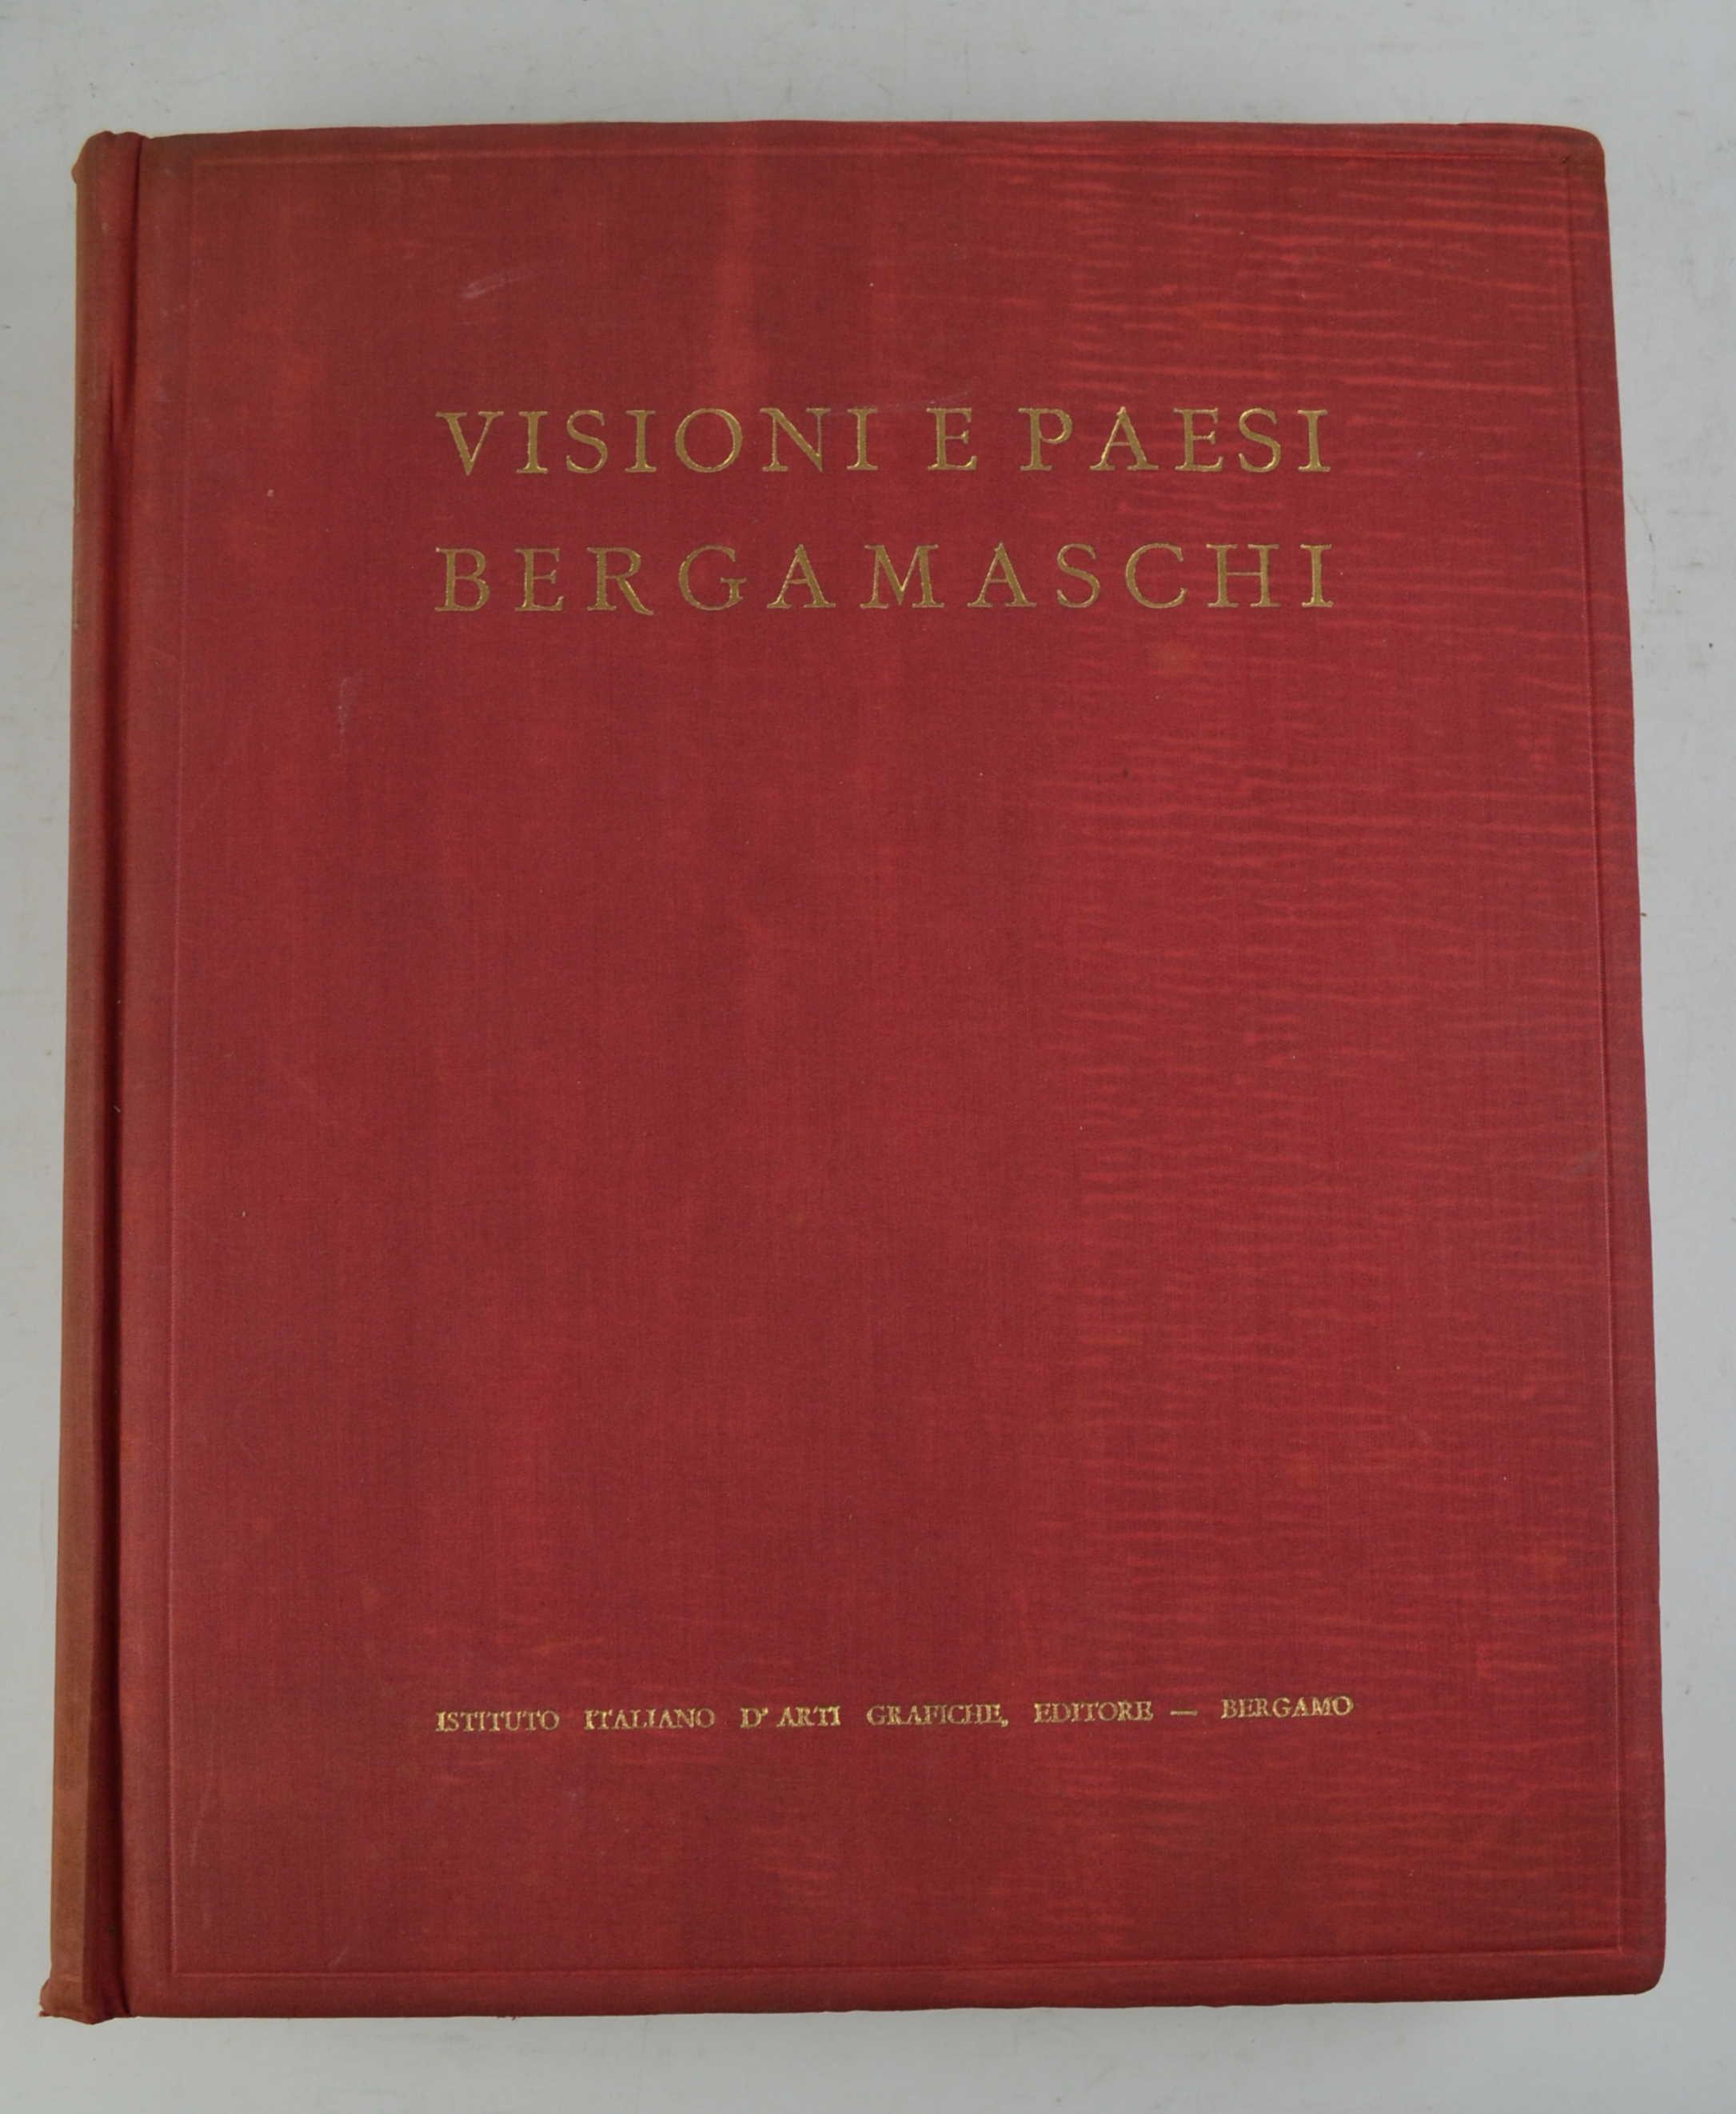 VISIONI E PAESI
BERGAMASCHI
ISTITUTO ITALIANO D'ARTI GRAFICHE, EDITORE — BERGAMO